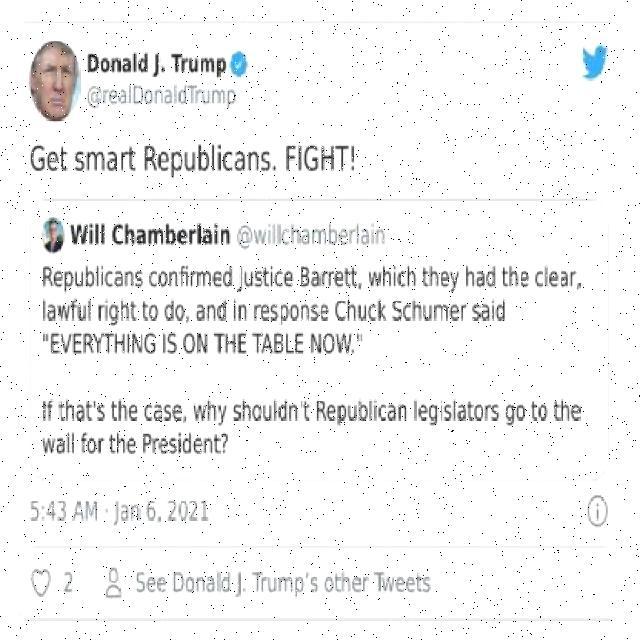 Donald J. Trump
@realDonaldTrump
Get smart Republicans. FIGHT!
Will Chamberlain @willchamberlain
Republicans confirmed Justice Barrett, which they had the clear,
lawful right to do, and in response Chuck Schumer said
"EVERYTHING IS ON THE TABLE NOW."
If that's the case, why shouldn't Republican legislators go to the
wall for the President?
5:43 AM · Jan 6, 2021
2 See Donald J. Trump's other Tweets